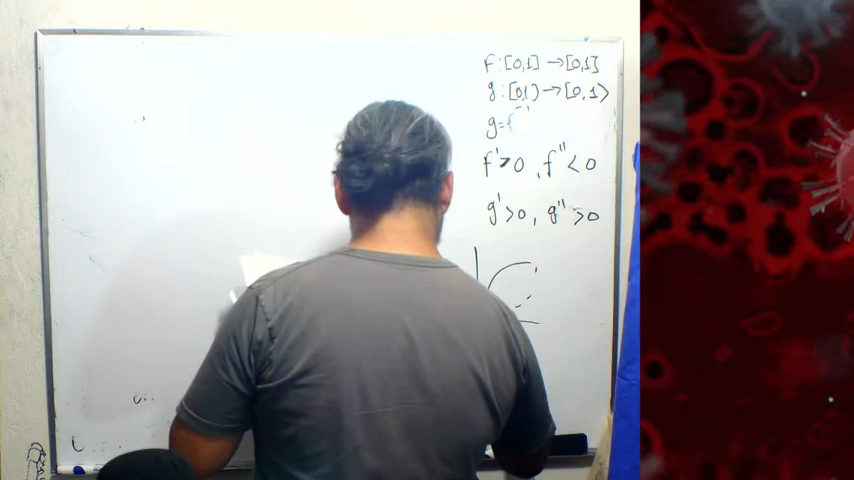 f:[0,1]→[0,1]
g:[0,1)→[0,1>
g=f⁻¹
f'>0, f''<0
g'>0, g''>0